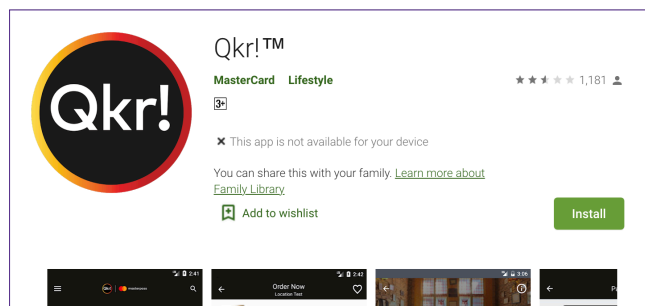 Qkr!™
Qkr!
MasterCard Lifestyle
1,181
3+
This app is not available for your device
You can share this with your family. Learn more about
Family Library
Add to wishlist
Install
2:41
Qkr! mastercard
2:42
Order Now
Location Test
3:06